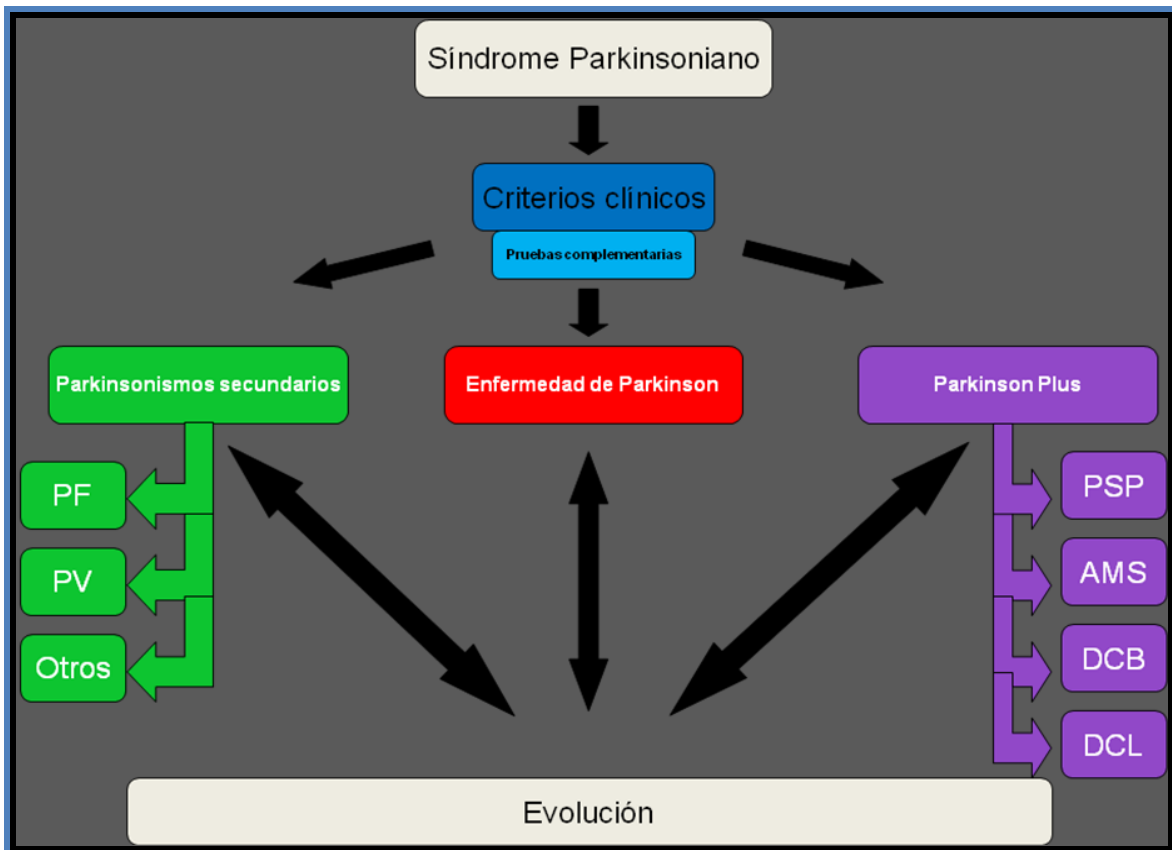 Síndrome Parkinsoniano
Criterios clínicos
Pruebas complementarias
Parkinsonismos secundarios
Enfermedad de Parkinson
Parkinson Plus
PF
PV
Otros
PSP
AMS
DCB
DCL
Evolución